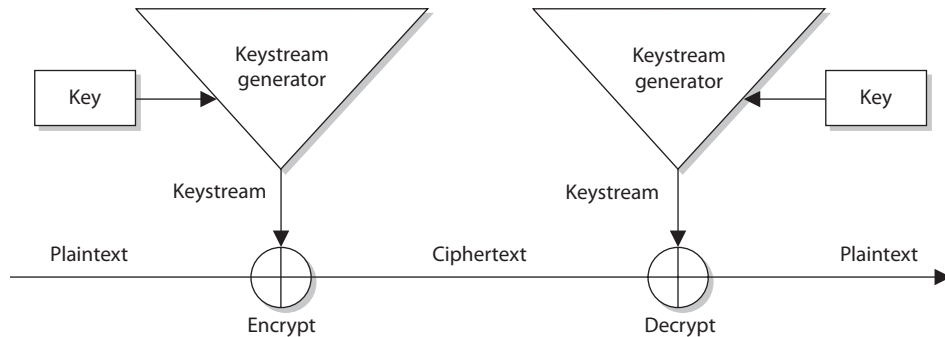 Keystream
generator
Keystream
generator
Key
Key
Keystream
Keystream
Plaintext
Ciphertext
Plaintext
Encrypt
Decrypt